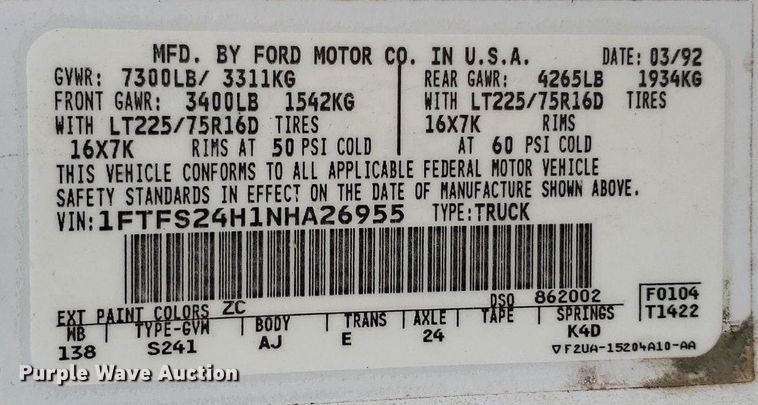 MFD. BY FORD MOTOR CO. IN U.S.A.
DATE: 03/92
GVWR: 7300LB/ 3311KG
FRONT GAWR: 3400LB 1542KG
WITH LT225/75R16D TIRES
16X7K RIMS AT 50 PSI COLD
REAR GAWR: 4265LB 1934KG
WITH LT225/75R16D TIRES
16X7K RIMS
AT 60 PSI COLD
THIS VEHICLE CONFORMS TO ALL APPLICABLE FEDERAL MOTOR VEHICLE
SAFETY STANDARDS IN EFFECT ON THE DATE OF MANUFACTURE SHOWN ABOVE.
VIN: 1FTFS24H1NHA26955 TYPE: TRUCK
EXT PAINT COLORS ZC DSO 862002
WB TYPE-GVM BODY TRANS AXLE TAPE SPRINGS
138 S241 AJ E 24 K4D
F0104
T1422
▽F2UA-15204A10-AA
Purple Wave Auction